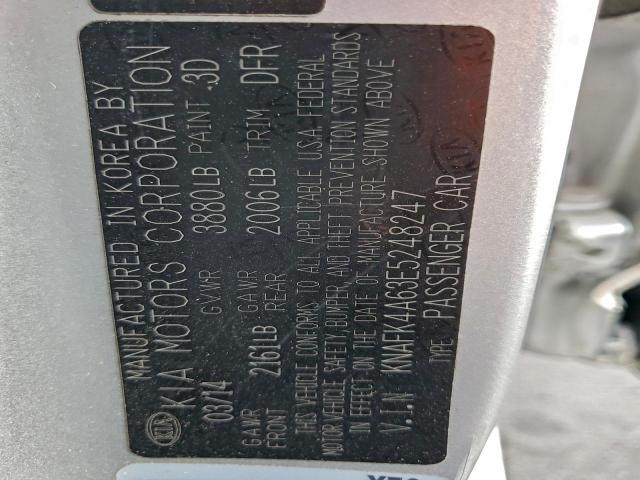 MANUFACTURED IN KOREA BY
KIA KIA MOTORS CORPORATION
03/14 GVWR 3880LB PAINT 3D
GAWR FRONT 2161LB GAWR REAR 2006LB TRIM DFR
THIS VEHICLE CONFORMS TO ALL APPLICABLE U.S.A. FEDERAL
MOTOR VEHICLE SAFETY, BUMPER AND THEFT PREVENTION STANDARDS
IN EFFECT ON THE DATE OF MANUFACTURE SHOWN ABOVE
V.I.N KNAFK4A63E5248247
TYPE PASSENGER CAR